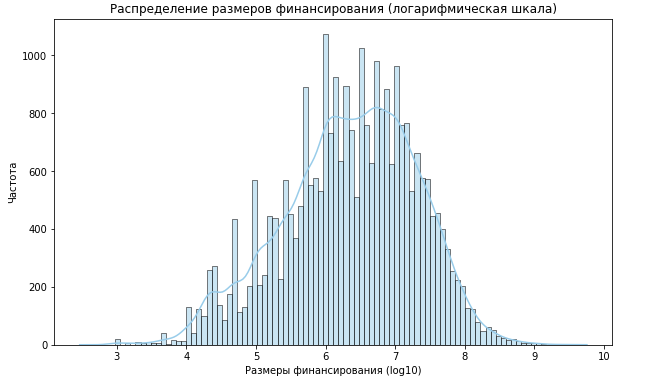 Распределение размеров финансирования (логарифмическая шкала)
1000
800
600
400
200
0
Частота
3 4 5 6 7 8 9 10
Размеры финансирования (log10)